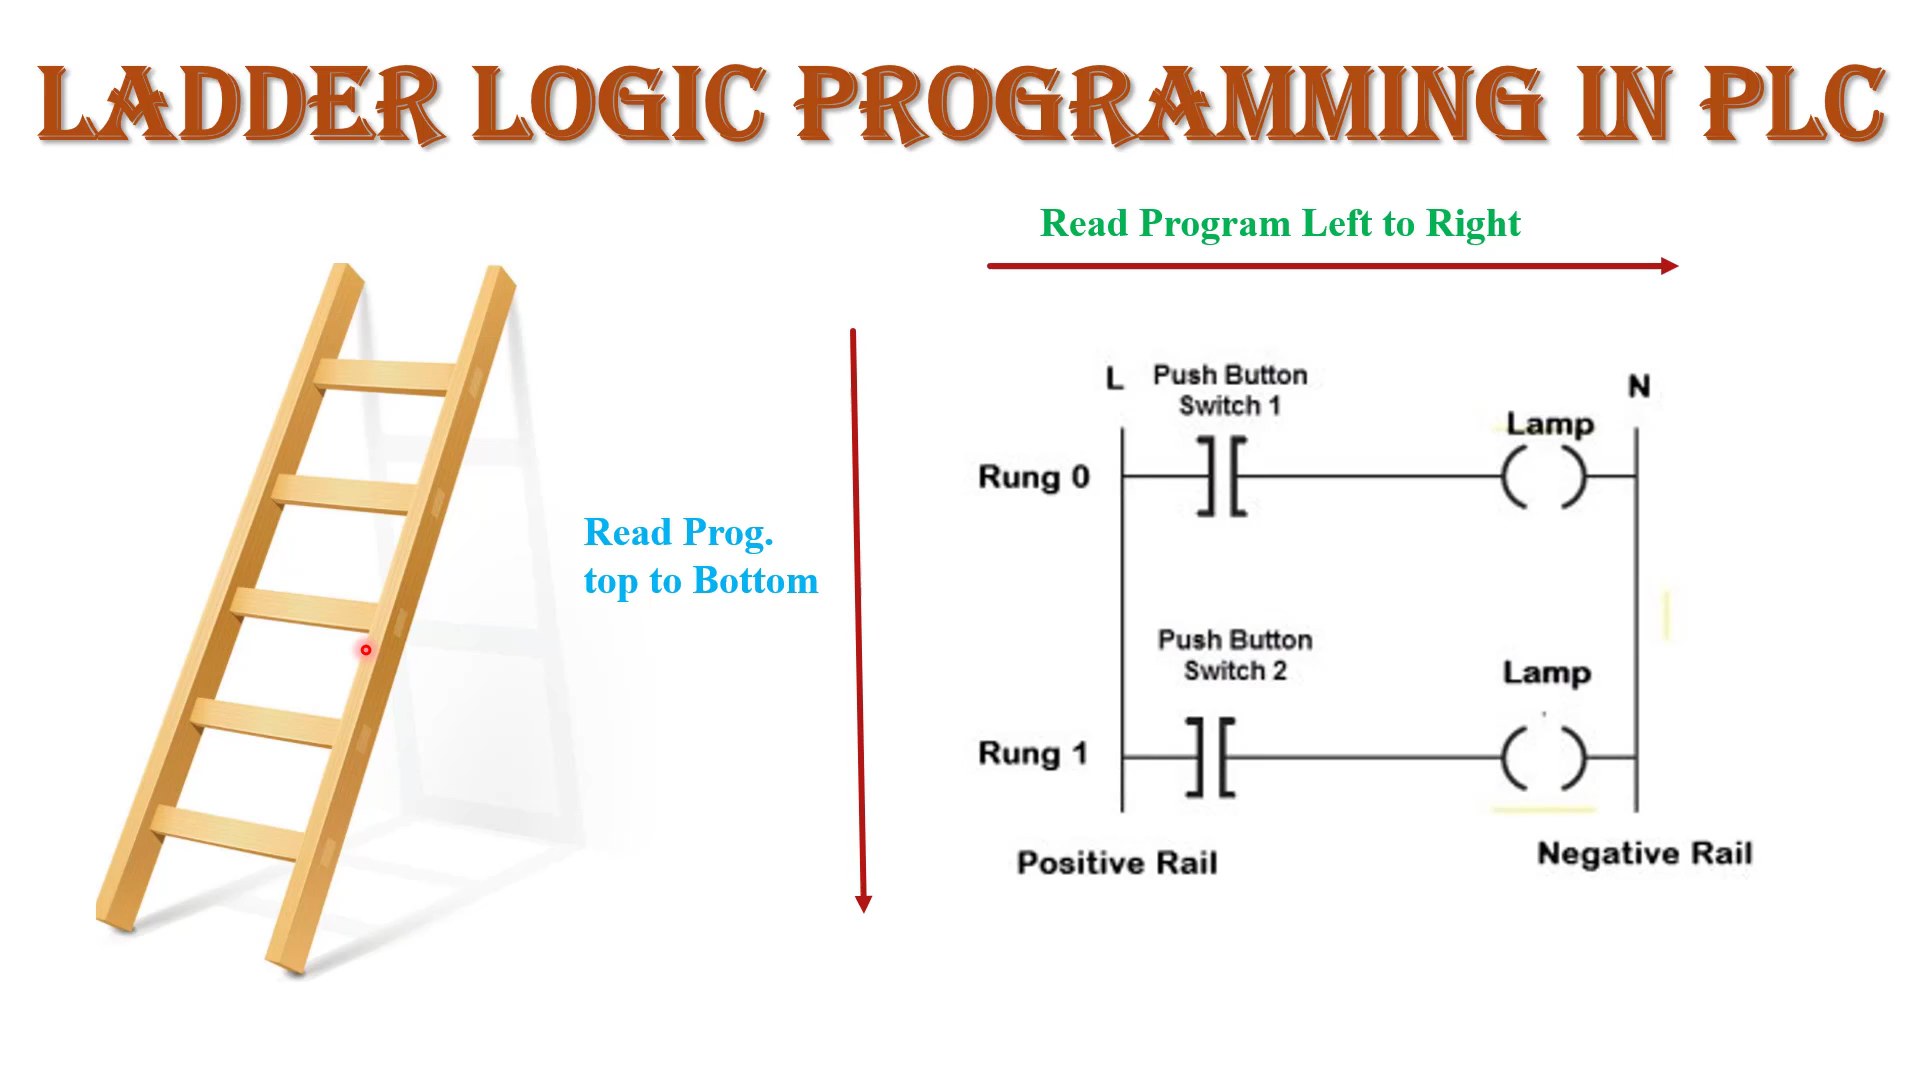 LADDER LOGIC PROGRAMMING IN PLC
Read Program Left to Right
Read Prog.
top to Bottom
L
Push Button
Switch 1
N
Lamp
Rung 0
Push Button
Switch 2
Lamp
Rung 1
Positive Rail
Negative Rail